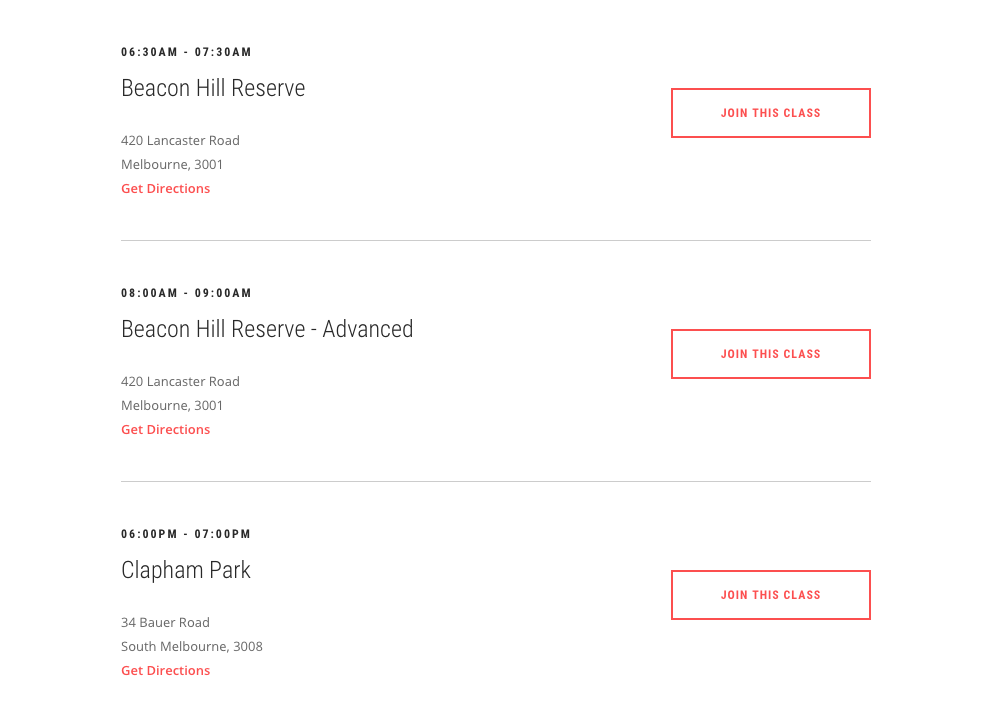 06:30AM - 07:30AM
Beacon Hill Reserve
JOIN THIS CLASS
420 Lancaster Road
Melbourne, 3001
Get Directions
08:00AM - 09:00AM
Beacon Hill Reserve - Advanced
JOIN THIS CLASS
420 Lancaster Road
Melbourne, 3001
Get Directions
06:00PM - 07:00PM
Clapham Park
JOIN THIS CLASS
34 Bauer Road
South Melbourne, 3008
Get Directions